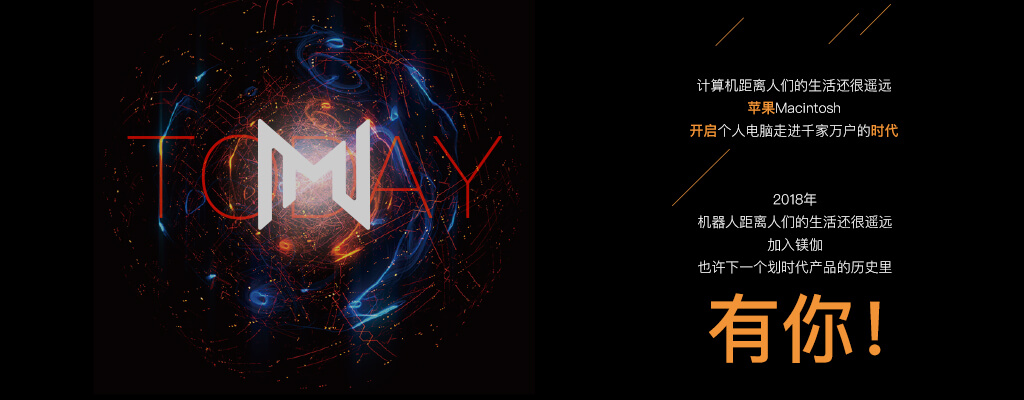 TODAY
M
计算机距离人们的生活还很遥远
苹果Macintosh
开启个人电脑走进千家万户的时代
2018年
机器人距离人们的生活还很遥远
加入镁伽
也许下一个划时代产品的历史里
有你!